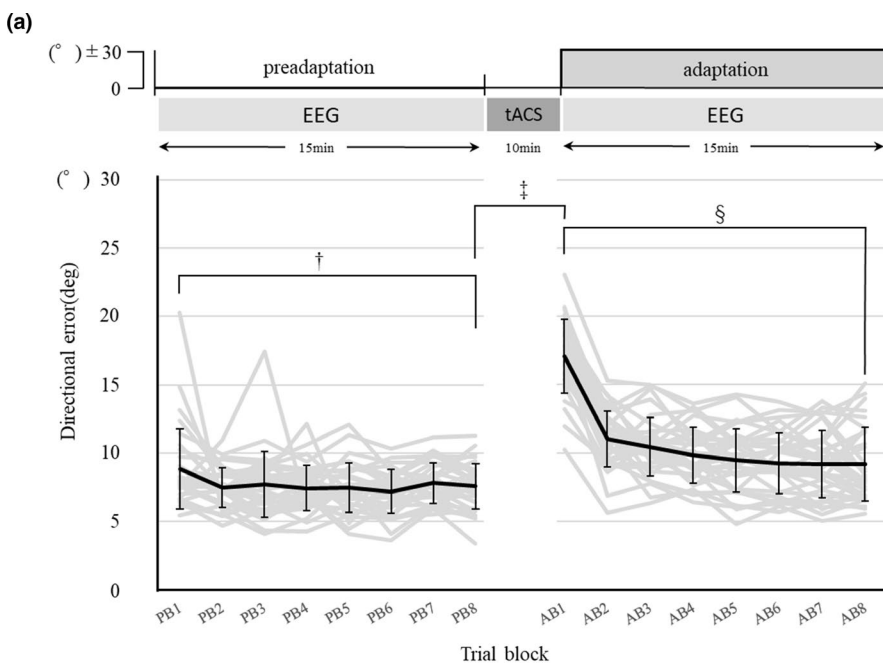 (a)
(°) ±30
0
preadaptation
adaptation
EEG
tACS
EEG
15min
10min
15min
(°) 30
25
20
15
10
5
0
Directional error(deg)
†
‡
§
PB1 PB2 PB3 PB4 PB5 PB6 PB7 PB8 AB1 AB2 AB3 AB4 AB5 AB6 AB7 AB8
Trial block